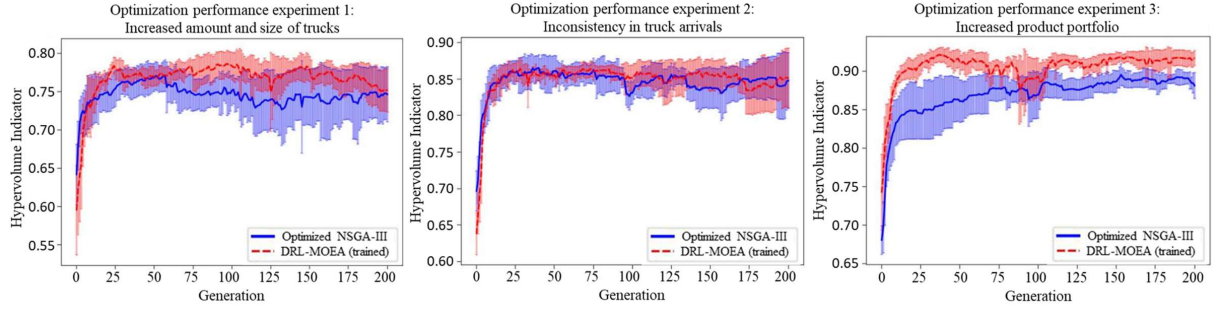 Optimization performance experiment 1:
Increased amount and size of trucks
Hypervolume Indicator
0.80
0.75
0.70
0.65
0.60
0.55
Optimized NSGA-III
DRL-MOEA (trained)
0 25 50 75 100 125 150 175 200
Generation
Optimization performance experiment 2:
Inconsistency in truck arrivals
Hypervolume Indicator
0.90
0.85
0.80
0.75
0.70
0.65
0.60
Optimized NSGA-III
DRL-MOEA (trained)
0 25 50 75 100 125 150 175 200
Generation
Optimization performance experiment 3:
Increased product portfolio
Hypervolume Indicator
0.90
0.85
0.80
0.75
0.70
0.65
Optimized NSGA-III
DRL-MOEA (trained)
0 25 50 75 100 125 150 175 200
Generation